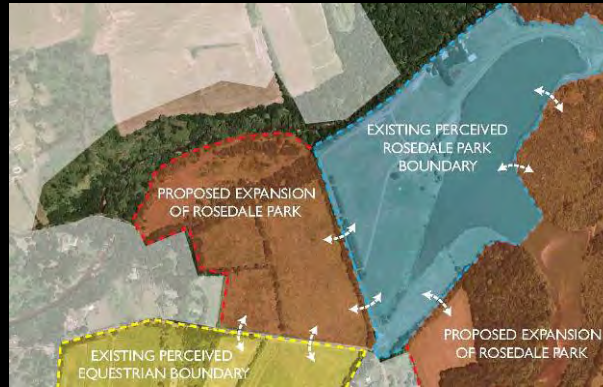 EXISTING PERCEIVED
ROSEDALE PARK
BOUNDARY
PROPOSED EXPANSION
OF ROSEDALE PARK
PROPOSED EXPANSION
OF ROSEDALE PARK
EXISTING PERCEIVED
EQUESTRIAN BOUNDARY